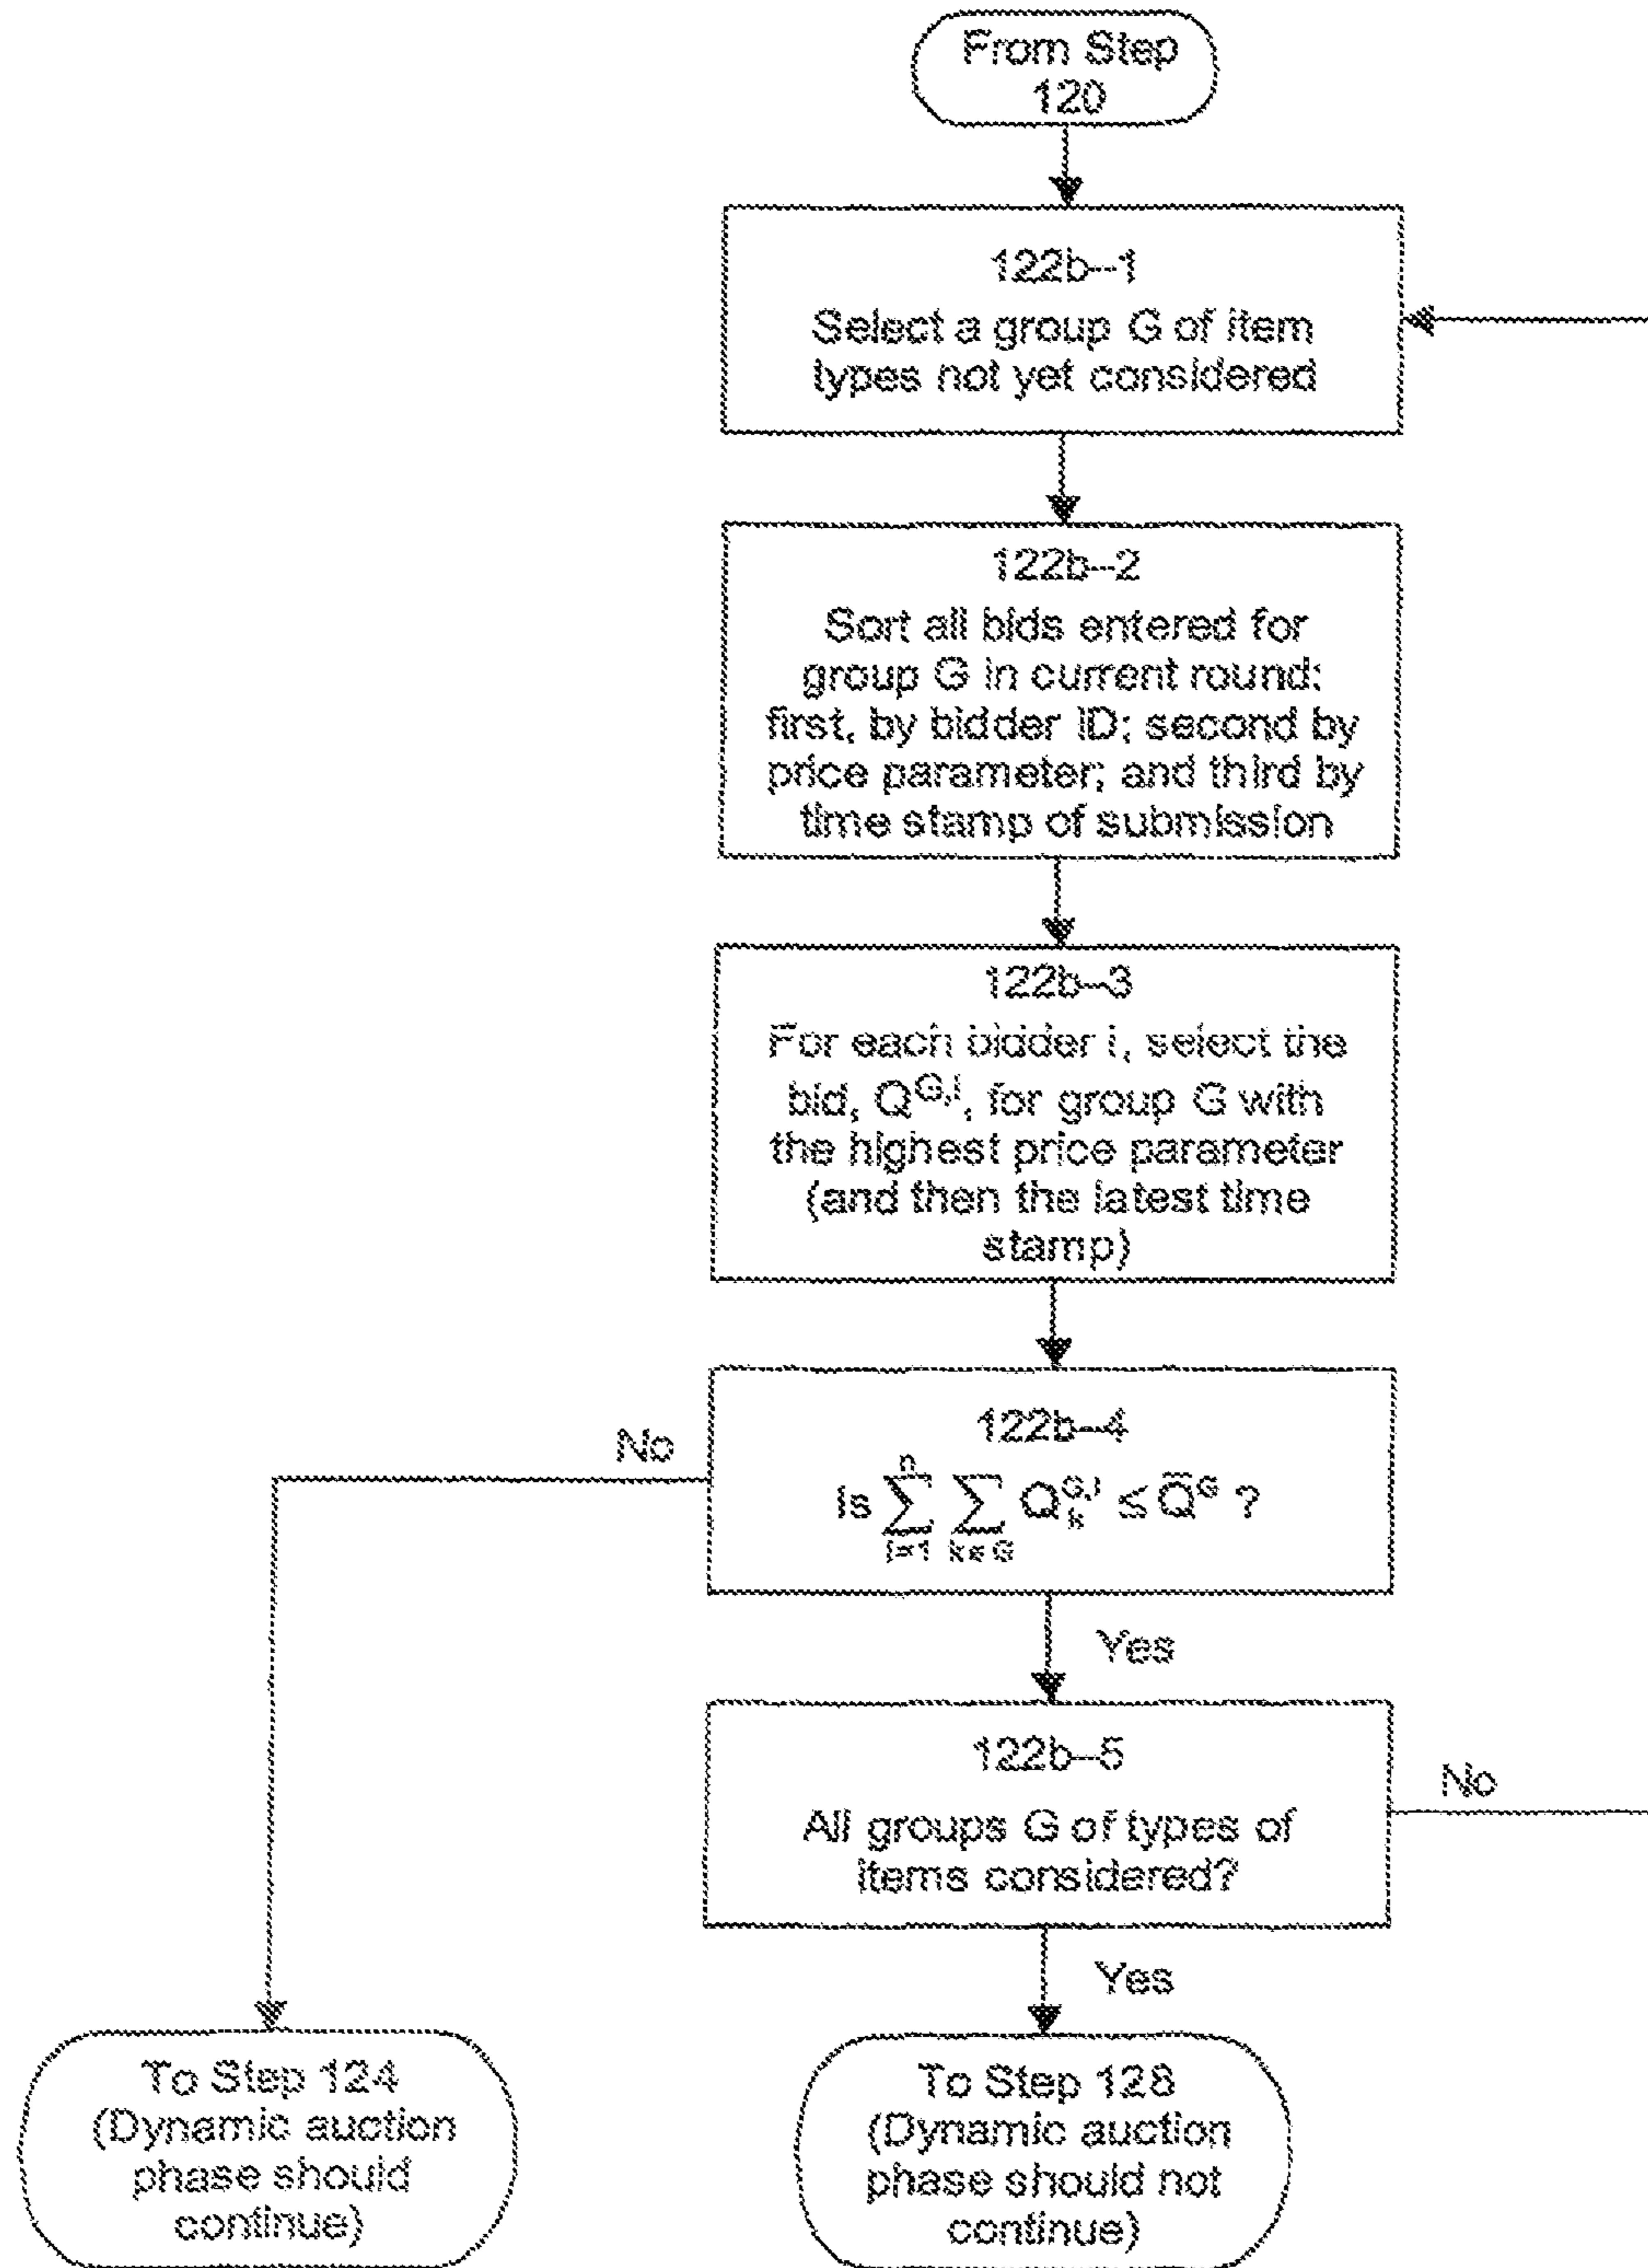 From Step
120
122b--1
Select a group G of item
types not yet considered
122b--2
Sort all bids entered for
group G in current round:
first, by bidder ID; second by
price parameter; and third by
time stamp of submission
122b--3
For each bidder i, select the
bid, Q^{G,i}, for group G with
the highest price parameter
(and then the latest time
stamp)
122b--4
No
Is \sum_{i=1}^{n} \sum_{k∈G} Q_k^{G,i} ≤ \overline{Q}^G ?
Yes
122b--5
No
All groups G of types of
items considered?
Yes
To Step 124
(Dynamic auction
phase should
continue)
To Step 128
(Dynamic auction
phase should not
continue)